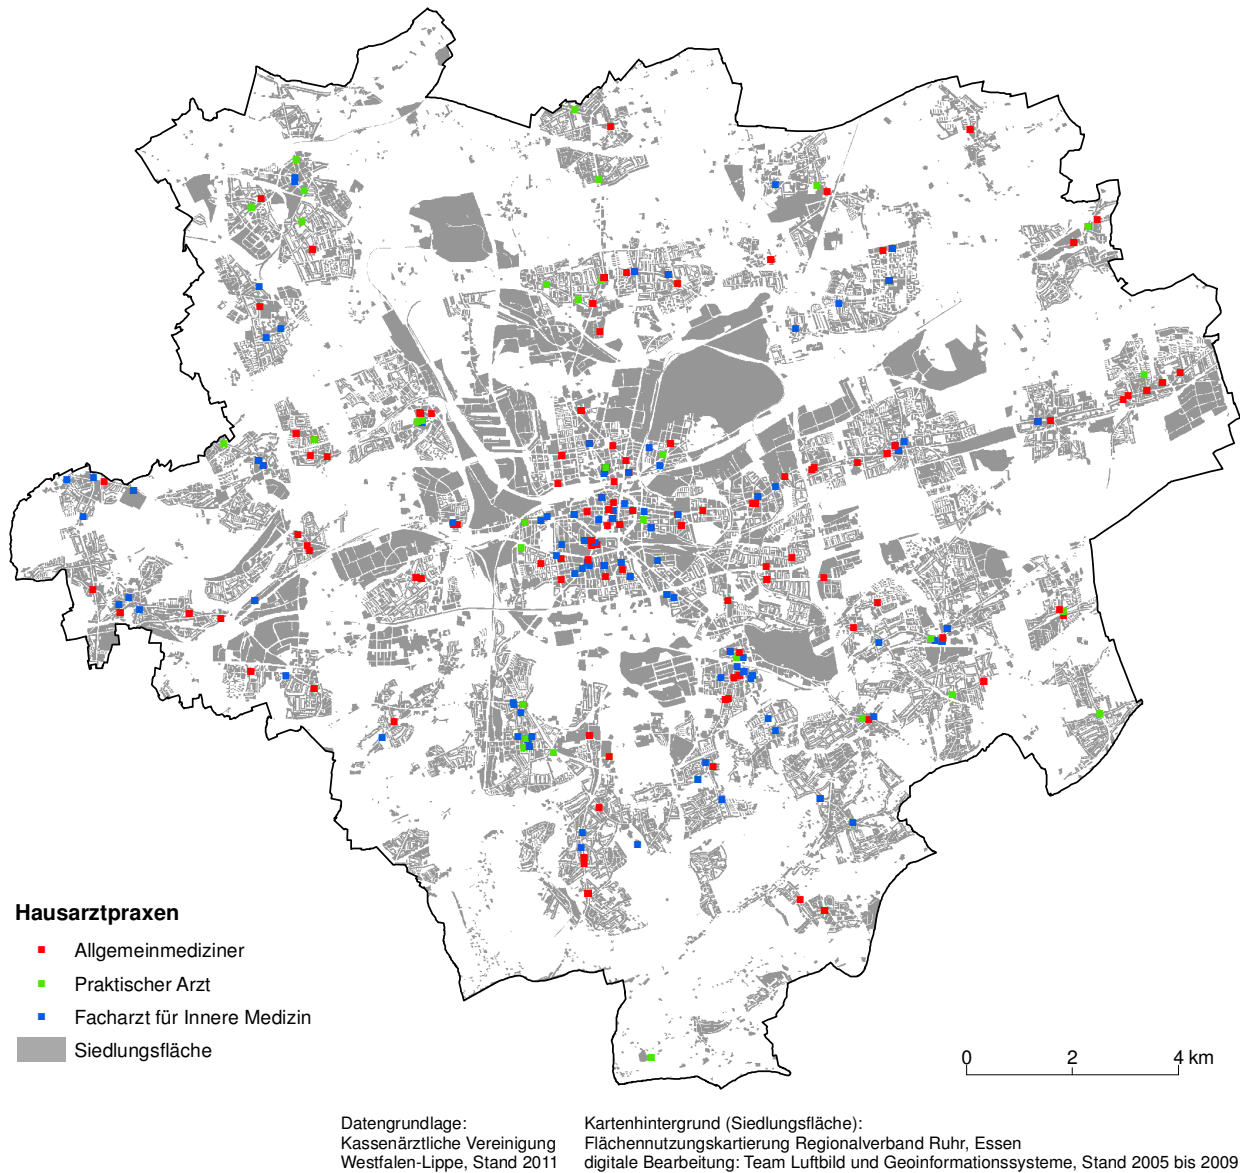 Hausarztpraxen
Allgemeinmediziner
Praktischer Arzt
Facharzt für Innere Medizin
Siedlungsfläche
0 2 4 km
Datengrundlage:
Kassenärztliche Vereinigung
Westfalen-Lippe, Stand 2011
Kartenhintergrund (Siedlungsfläche):
Flächennutzungskartierung Regionalverband Ruhr, Essen
digitale Bearbeitung: Team Luftbild und Geoinformationssysteme, Stand 2005 bis 2009